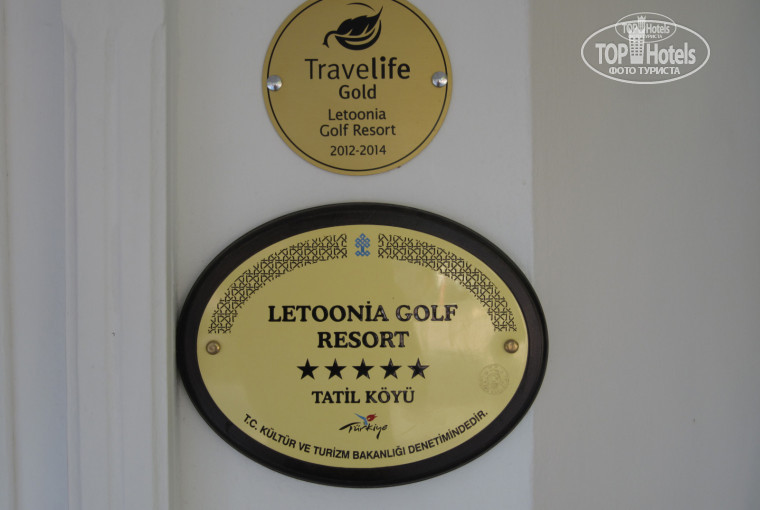 Travelife
Gold
Letoonia
Golf Resort
2012-2014
TOP Hotels
ФОТО ТУРИСТА
LETOONİA GOLF
RESORT
★★★★★
TATİL KÖYÜ
Türkiye
T.C. KÜLTÜR VE TURİZM BAKANLIĞI DENETİMİNDEDİR.